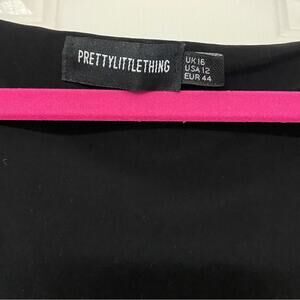 PRETTYLITTLETHING
UK 16
USA 12
EUR 44